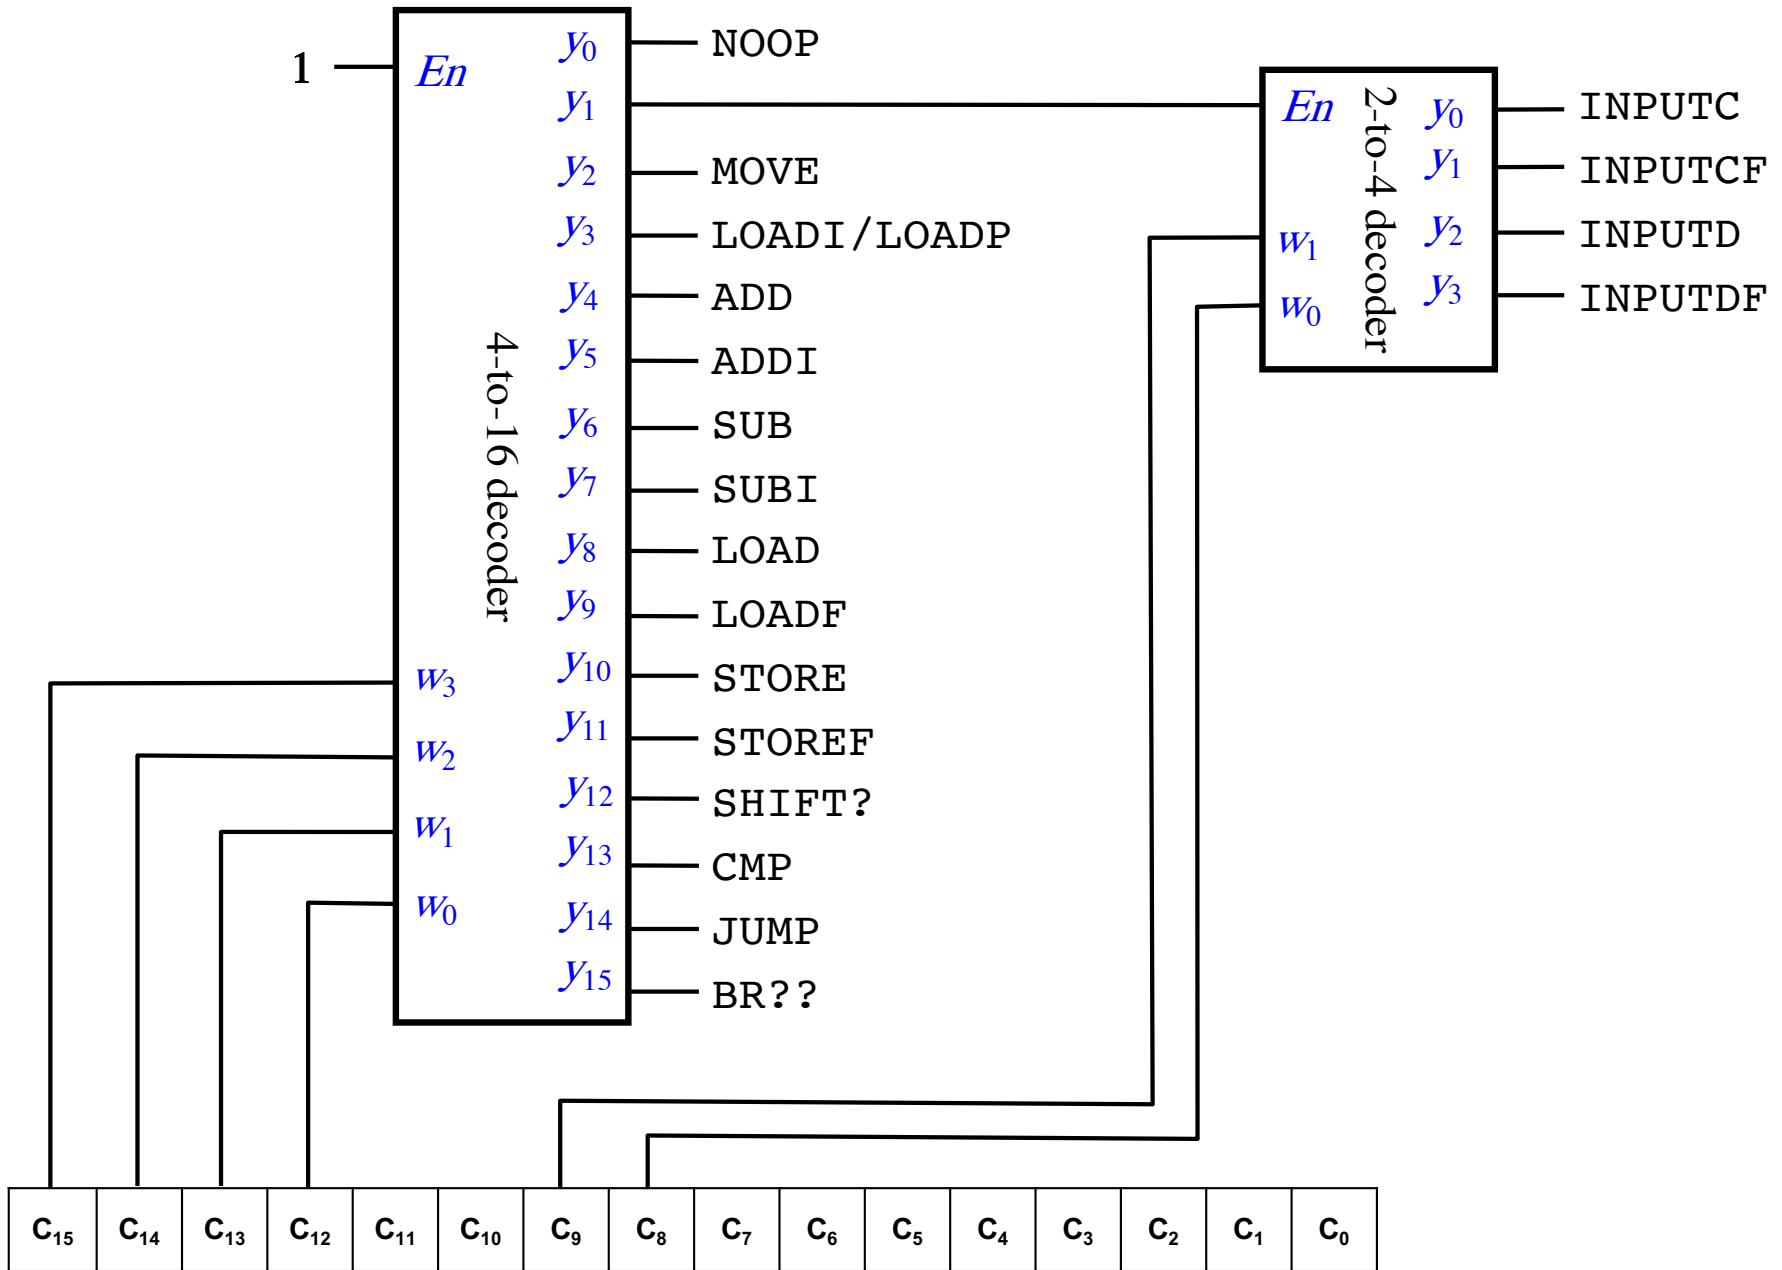 1
En
4-to-16 decoder
w₃
w₂
w₁
w₀
y₀ NOOP
y₁
y₂ MOVE
y₃ LOADI/LOADP
y₄ ADD
y₅ ADDI
y₆ SUB
y₇ SUBI
y₈ LOAD
y₉ LOADF
y₁₀ STORE
y₁₁ STOREF
y₁₂ SHIFT?
y₁₃ CMP
y₁₄ JUMP
y₁₅ BR??
En
w₁
w₀
2-to-4 decoder
y₀ INPUTC
y₁ INPUTCF
y₂ INPUTD
y₃ INPUTDF
C₁₅ C₁₄ C₁₃ C₁₂ C₁₁ C₁₀ C₉ C₈ C₇ C₆ C₅ C₄ C₃ C₂ C₁ C₀